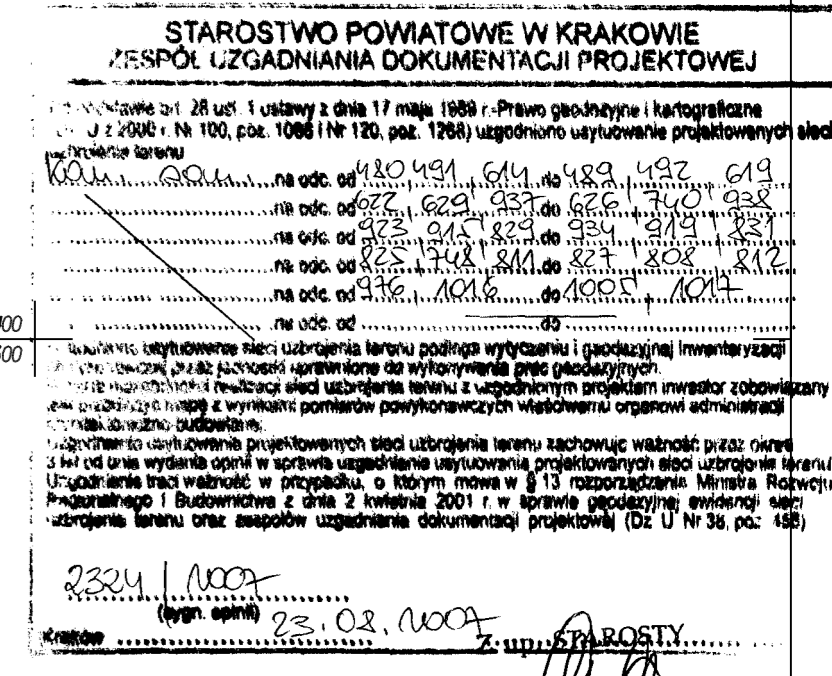 STAROSTWO POWIATOWE W KRAKOWIE
ZESPÓŁ UZGADNIANIA DOKUMENTACJI PROJEKTOWEJ
art. 28 ust. 1 ustawy z dnia 17 maja 1989 r.-Prawo geodezyjne i kartograficzne
U z 2000 r. Nr 100, poz. 1086 i Nr 120, poz. 1268) uzgodniono usytuowanie projektowanych sieci
uzbrojenia terenu
Kan. san. na odc. od 480, 491, 614 do 489, 492, 619
na odc. od 622, 629, 937 do 626, 740, 938
na odc. od 923, 915, 829 do 934, 919, 831
na odc. od 825, 748, 811 do 827, 808, 812
na odc. od 976, 1016 do 1005, 1017
na odc. od do
usytuowanie sieci uzbrojenia terenu podlega wytyczeniu i geodezyjnej inwentaryzacji
przez jednostki uprawnione do wykonywania prac geodezyjnych.
realizacji sieci uzbrojenia terenu z uzgodnionym projektem inwestor zobowiązany
mapę z wynikami pomiarów powykonawczych właściwemu organowi administracji
budowlanej.
usytuowanie projektowanych sieci uzbrojenia terenu zachowuje ważność przez okres
3 lat od dnia wydania opinii w sprawie uzgodnienia usytuowania projektowanych sieci uzbrojenia terenu
Uzgodnienie traci ważność w przypadku, o którym mowa w § 13 rozporządzenia Ministra Rozwoju
Regionalnego i Budownictwa z dnia 2 kwietnia 2001 r. w sprawie geodezyjnej ewidencji sieci
uzbrojenia terenu oraz zespołów uzgadniania dokumentacji projektowej (Dz U Nr 38, poz. 455)
2324 / 2007
(sygn. opinii)
Kraków 23.08.2007
Z up. STAROSTY